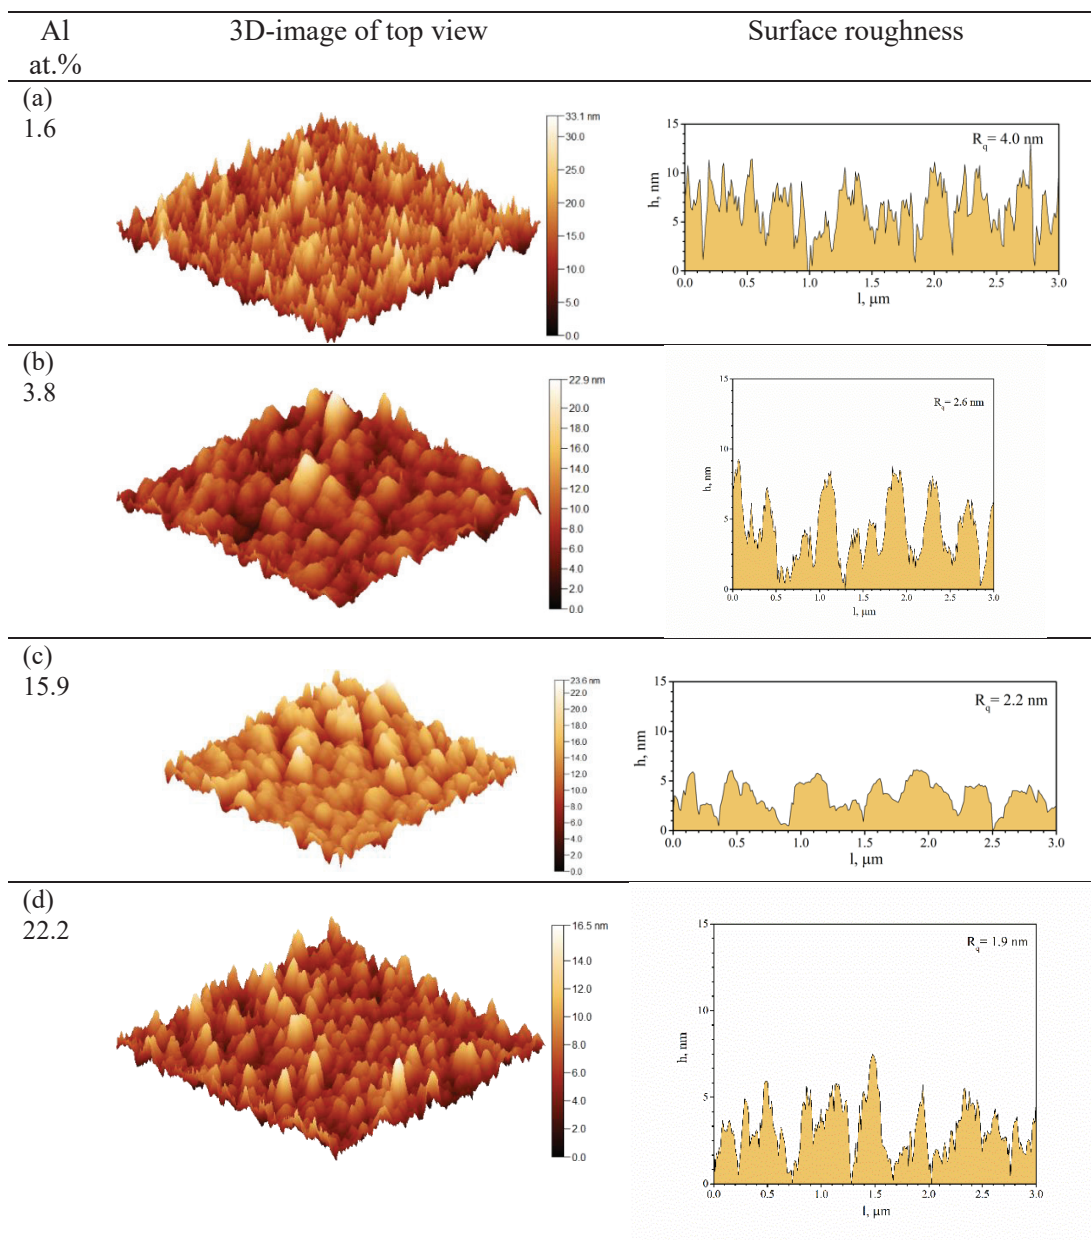 Al
at.%
3D-image of top view
Surface roughness
(a)
1.6
33.1 nm
30.0
25.0
20.0
15.0
10.0
5.0
0.0
15
10
5
0
h, nm
Rq= 4.0 nm
0.0 0.5 1.0 1.5 2.0 2.5 3.0
l, μm
(b)
3.8
22.9 nm
20.0
18.0
16.0
14.0
12.0
10.0
8.0
6.0
4.0
2.0
0.0
15
10
5
0
h, nm
Rq= 2.6 nm
0.0 0.5 1.0 1.5 2.0 2.5 3.0
l, μm
(c)
15.9
23.6 nm
22.0
20.0
18.0
16.0
14.0
12.0
10.0
8.0
6.0
4.0
2.0
0.0
15
10
5
0
h, nm
Rq= 2.2 nm
0.0 0.5 1.0 1.5 2.0 2.5 3.0
l, μm
(d)
22.2
16.5 nm
14.0
12.0
10.0
8.0
6.0
4.0
2.0
0.0
15
10
5
0
h, nm
Rq= 1.9 nm
0.0 0.5 1.0 1.5 2.0 2.5 3.0
l, μm